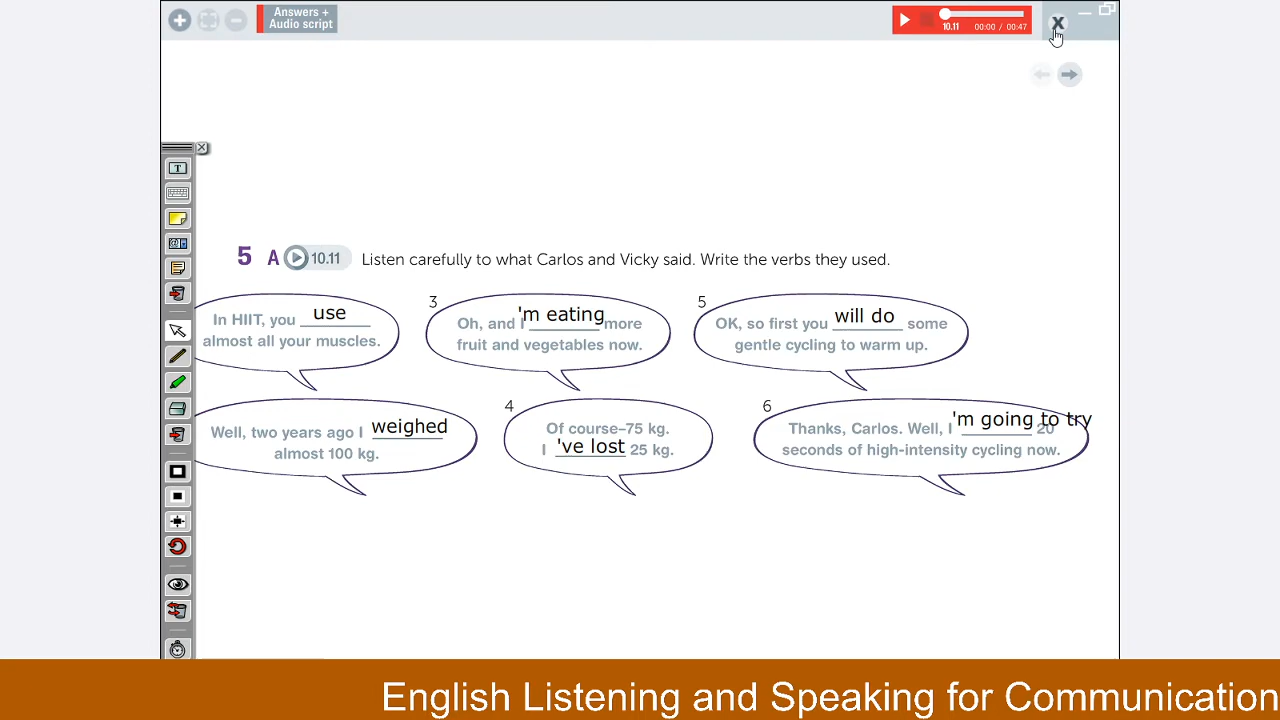 Answers +
Audio script
10.11 00:00 / 00:47
X
5 A 10.11 Listen carefully to what Carlos and Vicky said. Write the verbs they used.
In HIIT, you use
almost all your muscles.
3
Oh, and I 'm eating more
fruit and vegetables now.
5
OK, so first you will do some
gentle cycling to warm up.
Well, two years ago I weighed
almost 100 kg.
4
Of course–75 kg.
I 've lost 25 kg.
6
Thanks, Carlos. Well, I 'm going to try 20
seconds of high-intensity cycling now.
English Listening and Speaking for Communication